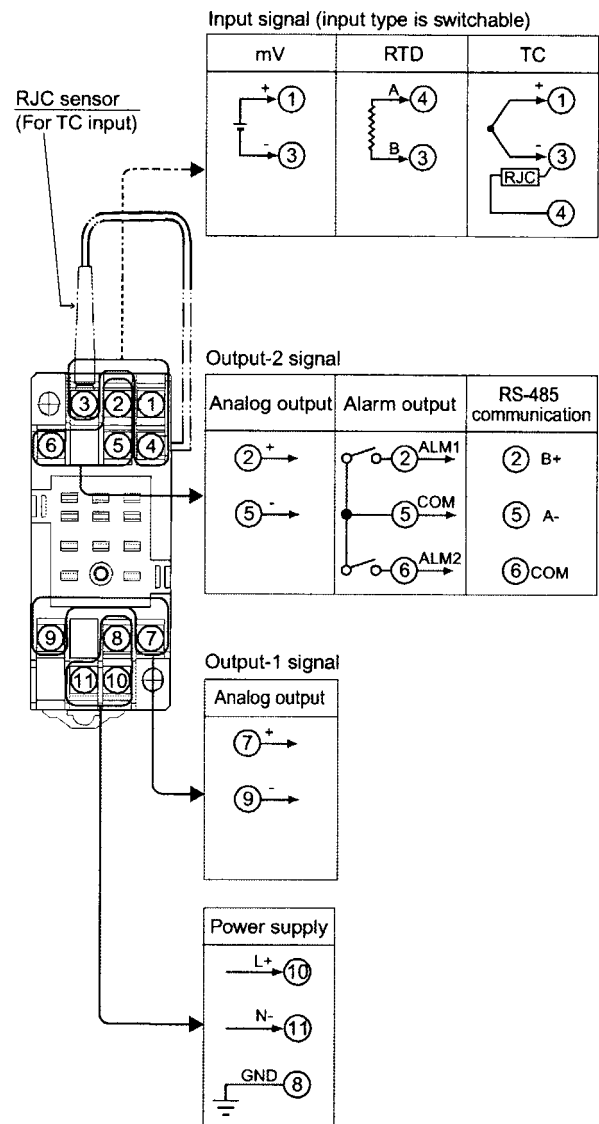 Input signal (input type is switchable)
mV RTD TC
+ ① A ④ + ①
- ③ B ③ - ③
RJC
④
RJC sensor
(For TC input)
③ ② ①
⑥ ⑤ ④
Output-2 signal
Analog output Alarm output RS-485
communication
② + ② ALM1 ② B+
⑤ - ⑤ COM ⑤ A-
⑥ ALM2 ⑥ COM
⑨ ⑧ ⑦
⑪ ⑩
Output-1 signal
Analog output
⑦ +
⑨ -
Power supply
L+ ⑩
N- ⑪
GND ⑧